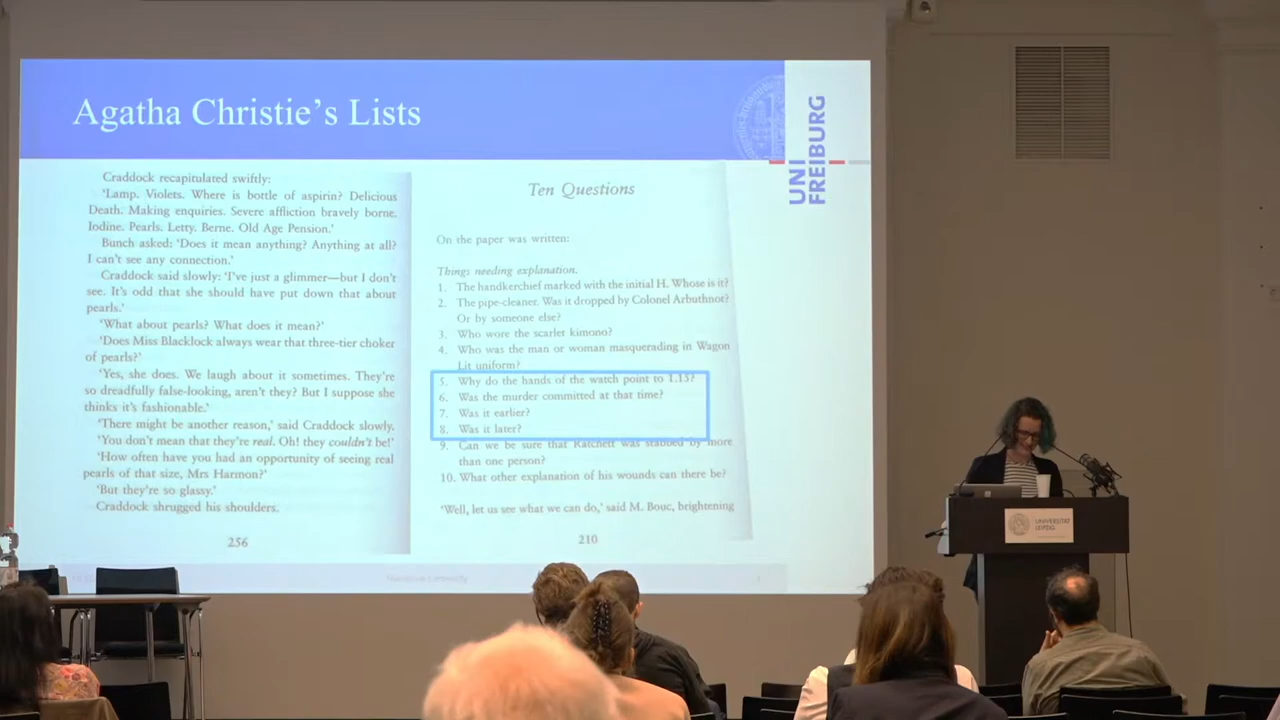 Agatha Christie's Lists
UNI
FREIBURG
Craddock recapitulated swiftly:
'Lamp. Violets. Where is bottle of aspirin? Delicious
Death. Making enquiries. Severe affliction bravely borne.
Iodine. Pearls. Letty. Berne. Old Age Pension.'
Bunch asked: 'Does it mean anything? Anything at all?
I can't see any connection.'
Craddock said slowly: 'I've just a glimmer—but I don't
see. It's odd that she should have put down that about
pearls.'
'What about pearls? What does it mean?'
'Does Miss Blacklock always wear that three-tier choker
of pearls?'
'Yes, she does. We laugh about it sometimes. They're
so dreadfully false-looking, aren't they? But I suppose she
thinks it's fashionable.'
'There might be another reason,' said Craddock slowly.
'You don't mean that they're real. Oh! they couldn't be!'
'How often have you had an opportunity of seeing real
pearls of that size, Mrs Harmon?'
'But they're so glassy.'
Craddock shrugged his shoulders.
256
Ten Questions
On the paper was written:
Things needing explanation.
1. The handkerchief marked with the initial H. Whose is it?
2. The pipe-cleaner. Was it dropped by Colonel Arbuthnot?
Or by someone else?
3. Who wore the scarlet kimono?
4. Who was the man or woman masquerading in Wagon
Lit uniform?
5. Why do the hands of the watch point to 1.15?
6. Was the murder committed at that time?
7. Was it earlier?
8. Was it later?
9. Can we be sure that Ratchett was stabbed by more
than one person?
10. What other explanation of his wounds can there be?
'Well, let us see what we can do,' said M. Bouc, brightening
210
UNIVERSITÄT
LEIPZIG